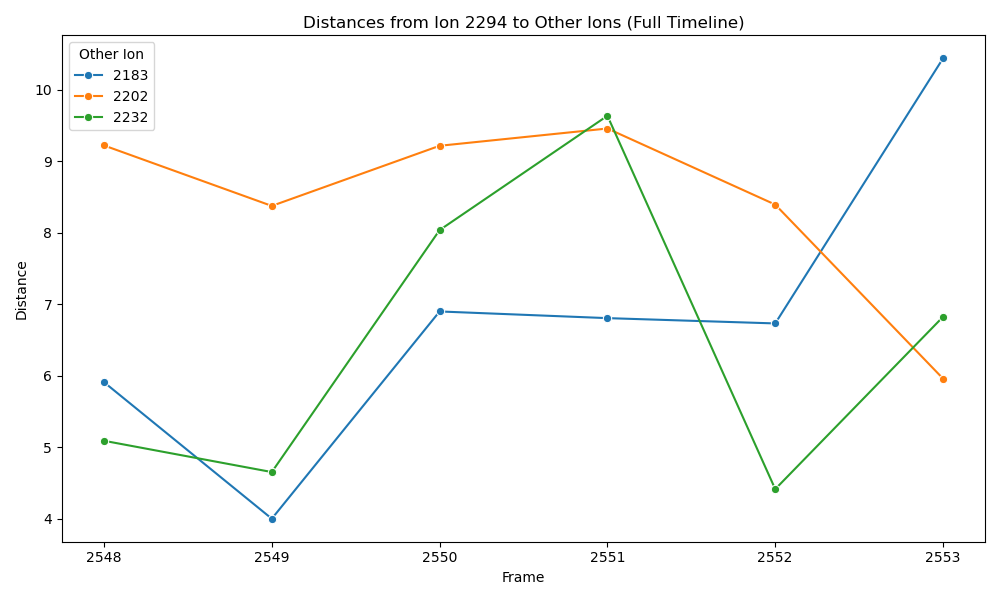 Distances from Ion 2294 to Other Ions (Full Timeline)
Other Ion
2183
2202
2232
Distance
10
9
8
7
6
5
4
2548 2549 2550 2551 2552 2553
Frame